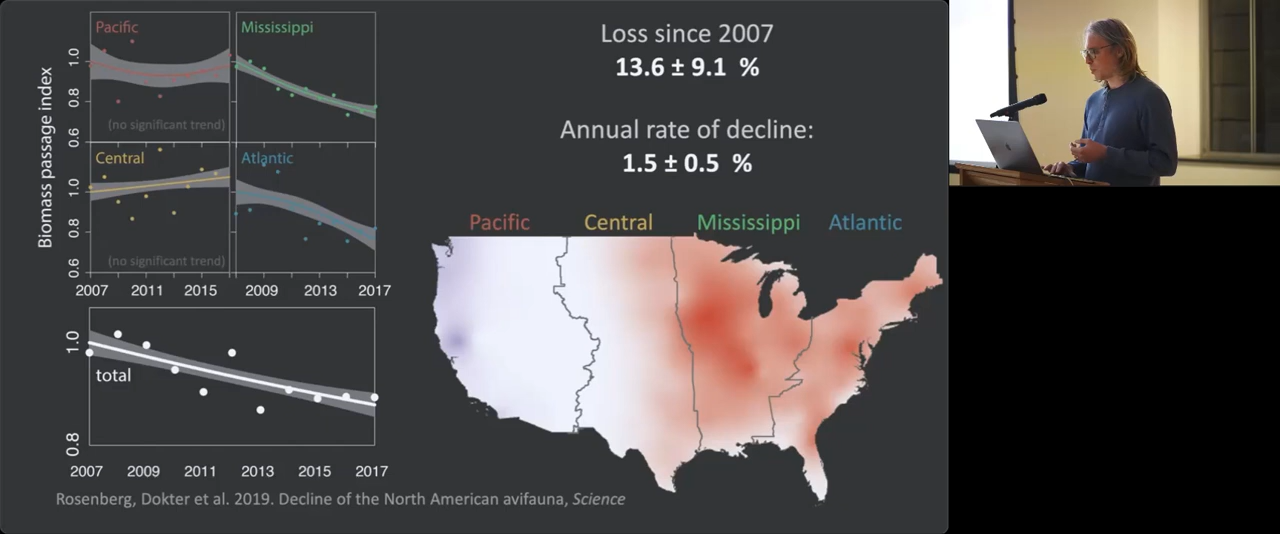 Pacific
Mississippi
Biomass passage index
1.0
0.8
0.6
(no significant trend)
Central
Atlantic
1.0
0.8
0.6
(no significant trend)
2007 2011 2015 2009 2013 2017
1.0
total
0.8
2007 2009 2011 2013 2015 2017
Loss since 2007
13.6 ± 9.1 %
Annual rate of decline:
1.5 ± 0.5 %
Pacific Central Mississippi Atlantic
Rosenberg, Dokter et al. 2019. Decline of the North American avifauna, Science